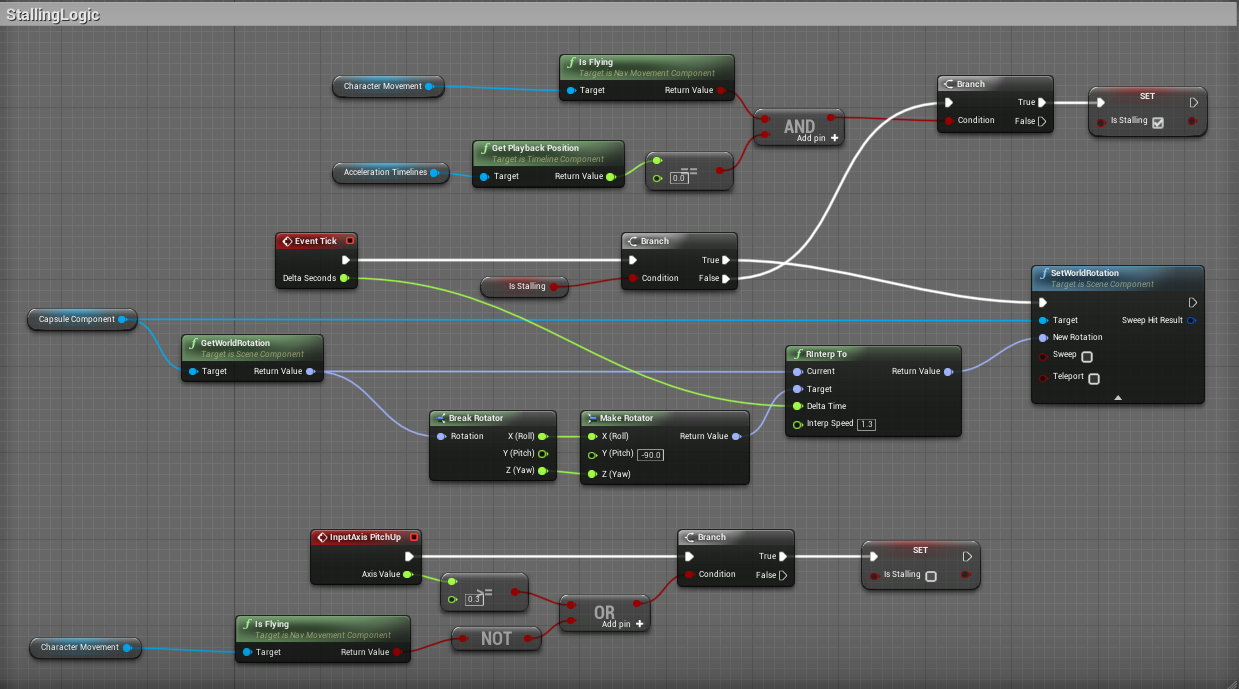 StallingLogic
Is Flying
Target is Nav Movement Component
Character Movement
Target
Return Value
Branch
True
Condition
False
SET
Is Stalling
AND
Add pin
Get Playback Position
Target is Timeline Component
Acceleration Timelines
Target
Return Value
==
0.0
Event Tick
Delta Seconds
Branch
True
Condition
False
Is Stalling
SetWorldRotation
Target is Scene Component
Target
Sweep Hit Result
New Rotation
Sweep
Teleport
Capsule Component
GetWorldRotation
Target is Scene Component
Target
Return Value
RInterp To
Current
Return Value
Target
Delta Time
Interp Speed
1.3
Break Rotator
Rotation
X (Roll)
Y (Pitch)
Z (Yaw)
Make Rotator
X (Roll)
Return Value
Y (Pitch)
-90.0
Z (Yaw)
InputAxis PitchUp
Axis Value
Branch
True
Condition
False
SET
Is Stalling
>=
0.3
OR
Add pin
Is Flying
Target is Nav Movement Component
Character Movement
Target
Return Value
NOT